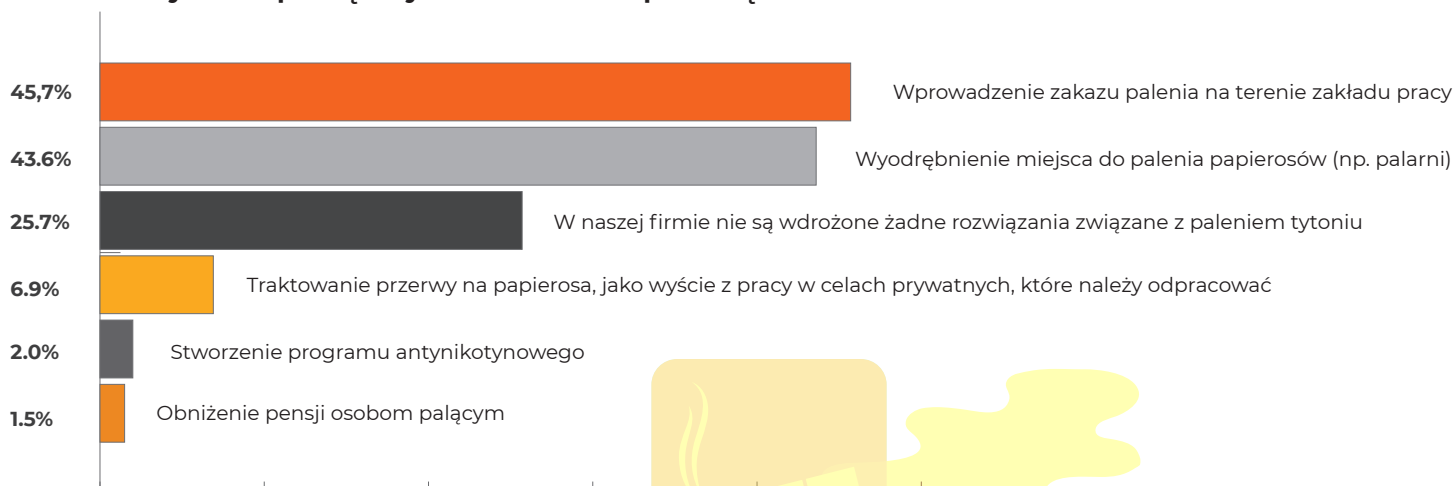 45,7% Wprowadzenie zakazu palenia na terenie zakładu pracy
43.6% Wyodrębnienie miejsca do palenia papierosów (np. palarni)
25.7% W naszej firmie nie są wdrożone żadne rozwiązania związane z paleniem tytoniu
6.9% Traktowanie przerwy na papierosa, jako wyście z pracy w celach prywatnych, które należy odpracować
2.0% Stworzenie programu antynikotynowego
1.5% Obniżenie pensji osobom palącym